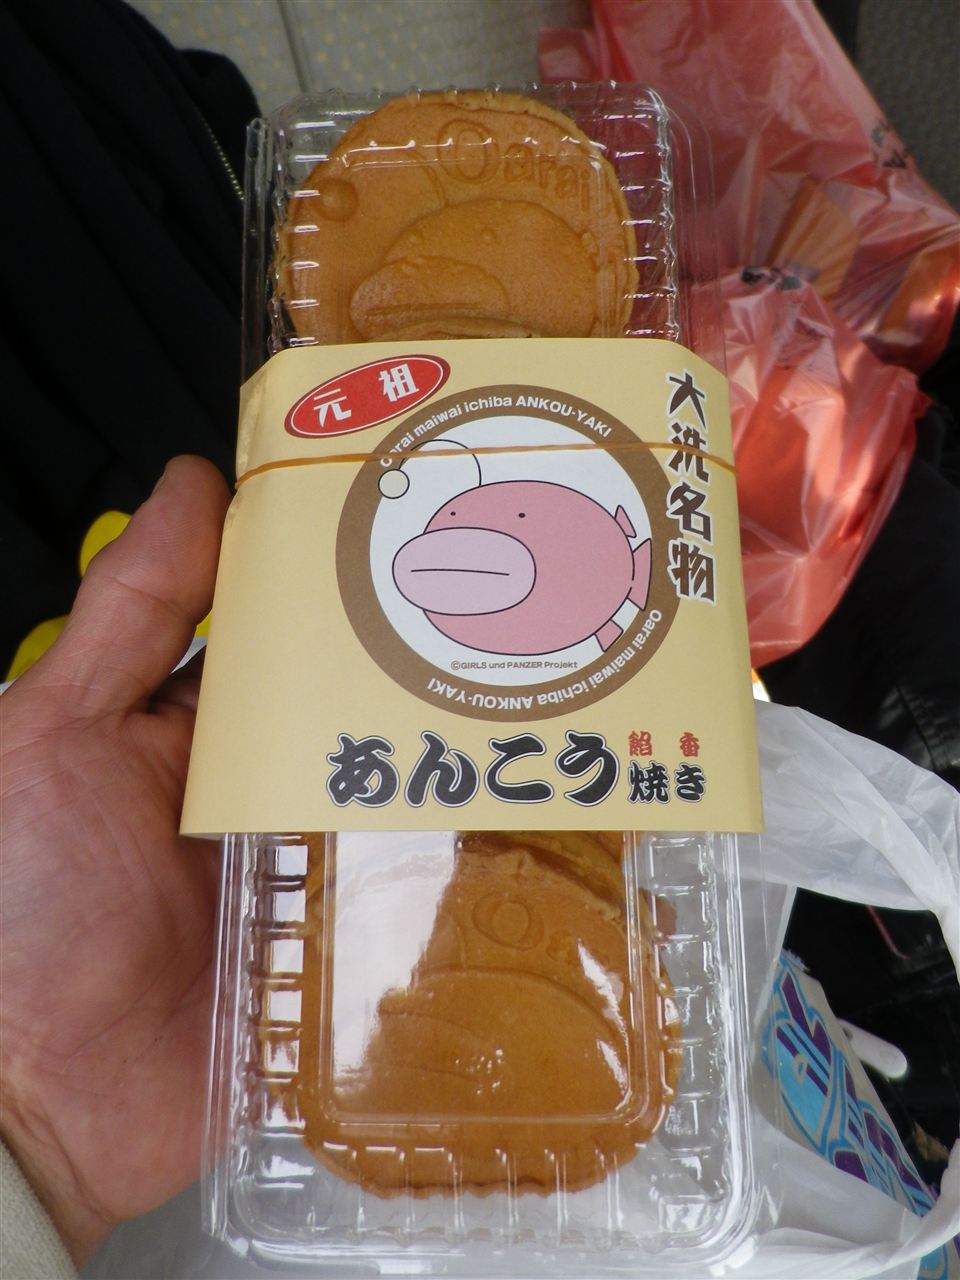 Oarai
元祖
Oarai maiwai ichiba ANKOU-YAKI
大洗名物
©GIRLS und PANZER Projekt
Oarai maiwai ichiba ANKOU-YAKI
あんこう焼き
餡香